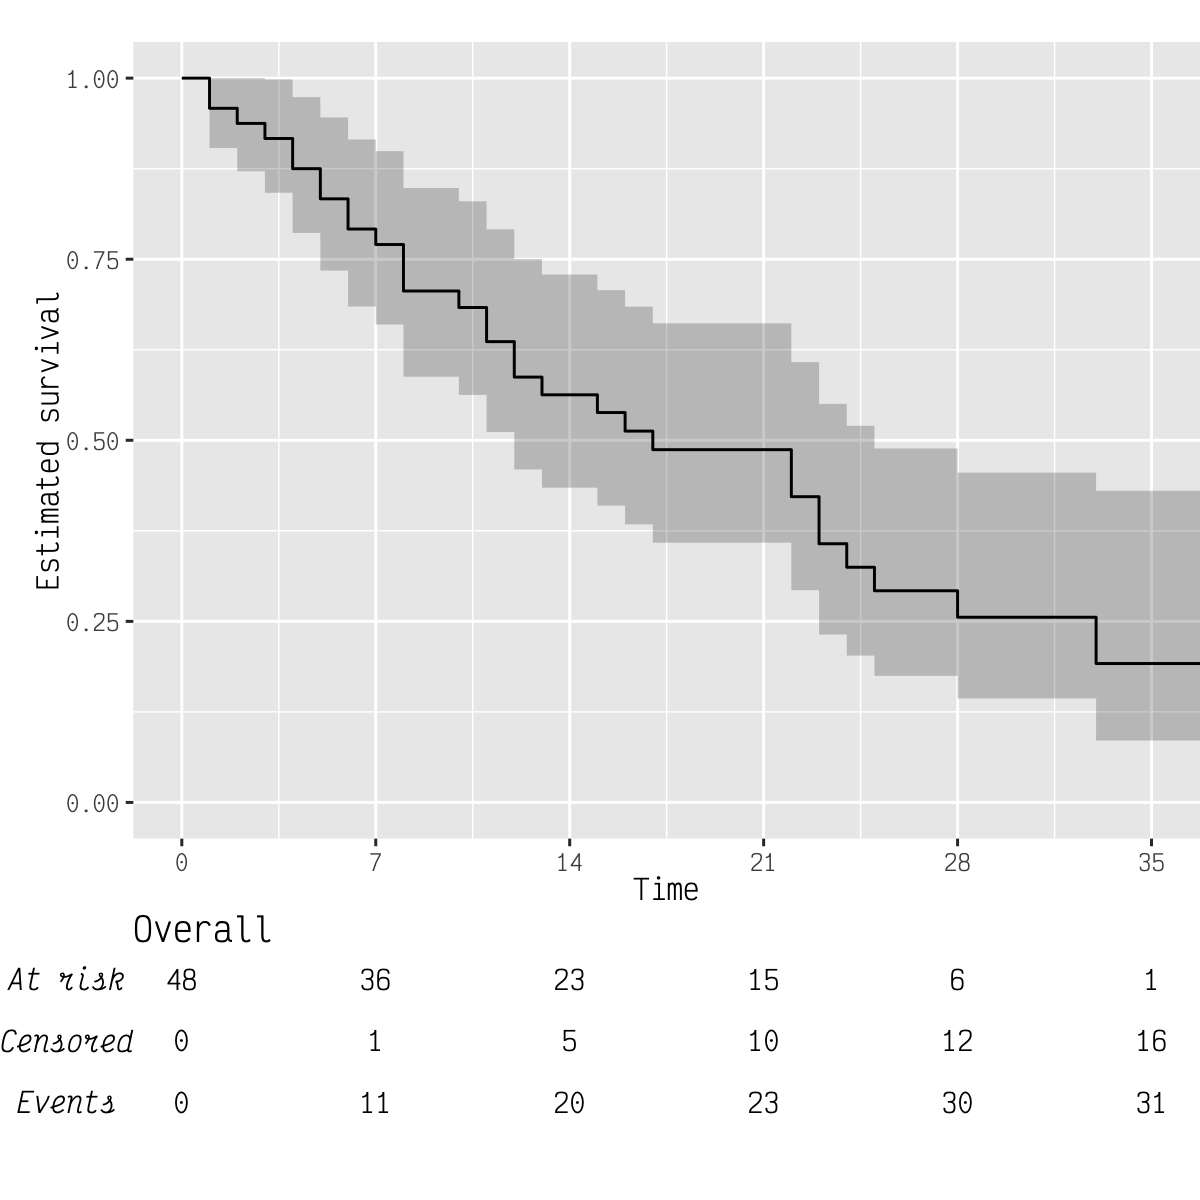 Estimated survival
1.00
0.75
0.50
0.25
0.00
0 7 14 21 28 35
Time
Overall
At risk 48 36 23 15 6 1
Censored 0 1 5 10 12 16
Events 0 11 20 23 30 31